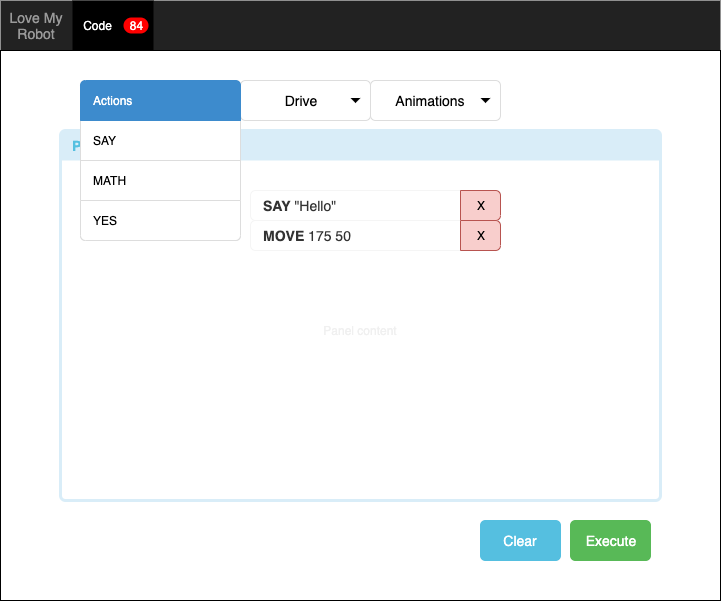 Love My
Robot
Code 84
Actions
Drive
Animations
SAY
MATH
YES
P
SAY "Hello" X
MOVE 175 50 X
Panel content
Clear
Execute